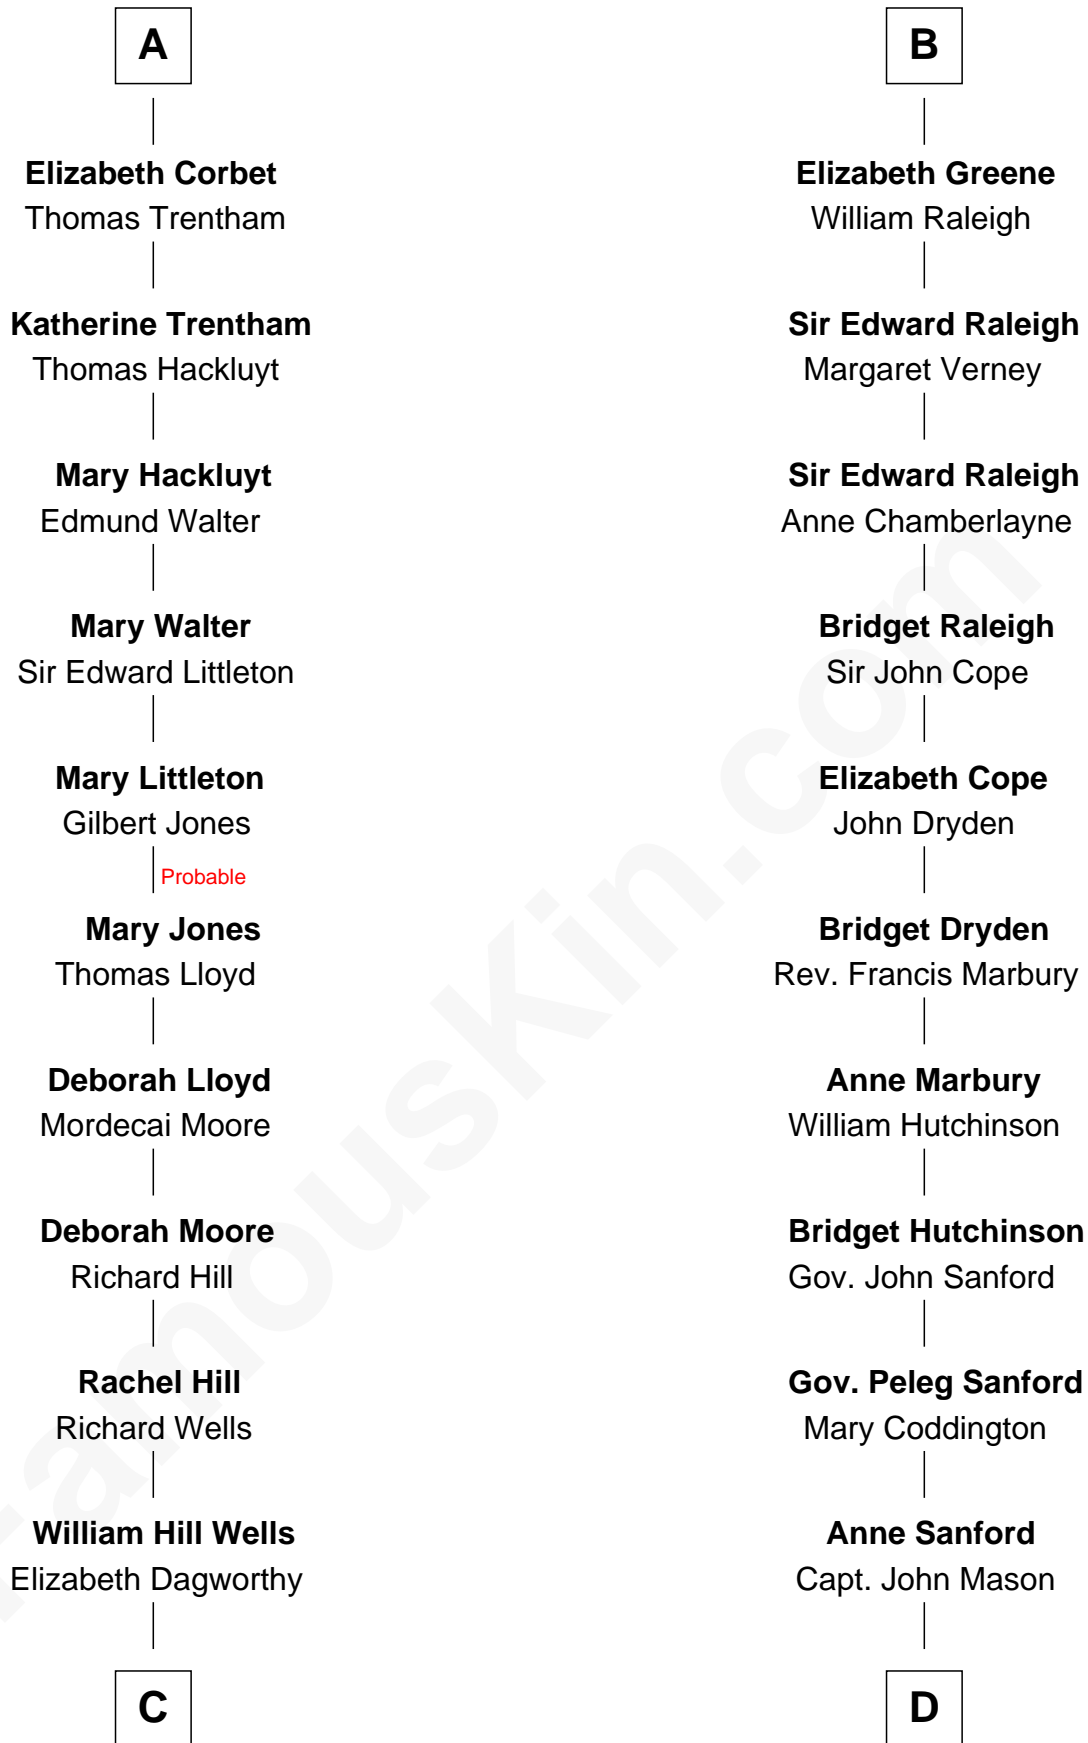 A
Elizabeth Corbet
Thomas Trentham
Katherine Trentham
Thomas Hackluyt
Mary Hackluyt
Edmund Walter
Mary Walter
Sir Edward Littleton
Mary Littleton
Gilbert Jones
Probable
Mary Jones
Thomas Lloyd
Deborah Lloyd
Mordecai Moore
Deborah Moore
Richard Hill
Rachel Hill
Richard Wells
William Hill Wells
Elizabeth Dagworthy
C
B
Elizabeth Greene
William Raleigh
Sir Edward Raleigh
Margaret Verney
Sir Edward Raleigh
Anne Chamberlayne
Bridget Raleigh
Sir John Cope
Elizabeth Cope
John Dryden
Bridget Dryden
Rev. Francis Marbury
Anne Marbury
William Hutchinson
Bridget Hutchinson
Gov. John Sanford
Gov. Peleg Sanford
Mary Coddington
Anne Sanford
Capt. John Mason
D
FamousKin.com